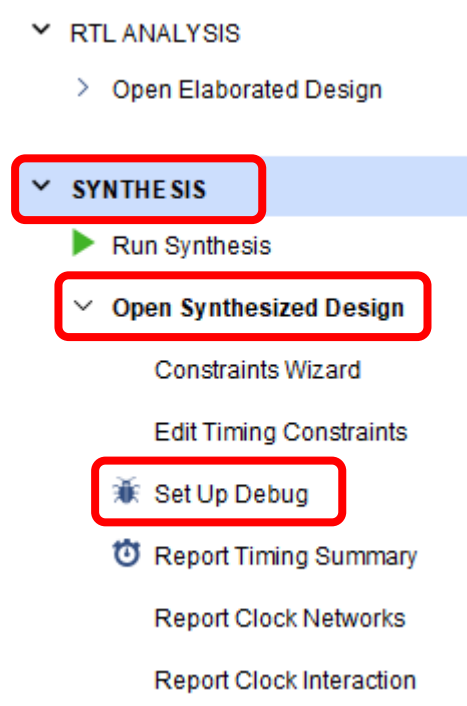 RTL ANALYSIS
Open Elaborated Design
SYNTHESIS
Run Synthesis
Open Synthesized Design
Constraints Wizard
Edit Timing Constraints
Set Up Debug
Report Timing Summary
Report Clock Networks
Report Clock Interaction